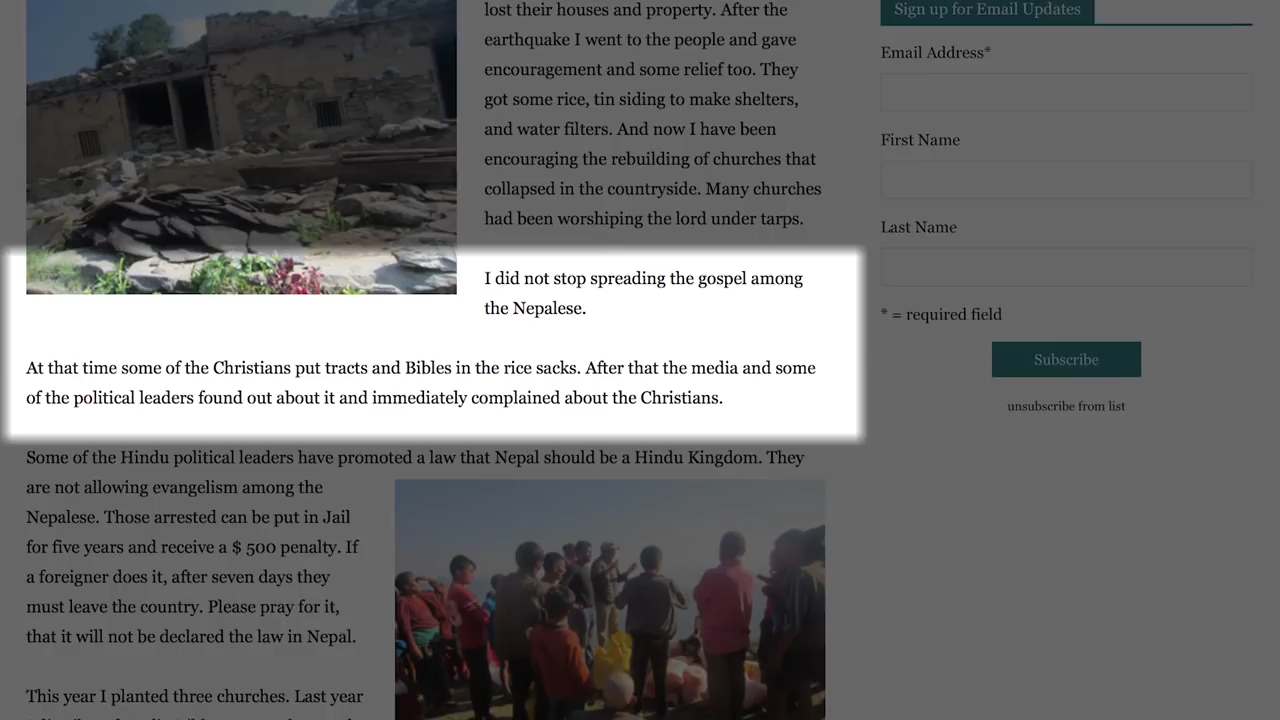 lost their houses and property. After the
earthquake I went to the people and gave
encouragement and some relief too. They
got some rice, tin siding to make shelters,
and water filters. And now I have been
encouraging the rebuilding of churches that
collapsed in the countryside. Many churches
had been worshiping the lord under tarps.
I did not stop spreading the gospel among
the Nepalese.
At that time some of the Christians put tracts and Bibles in the rice sacks. After that the media and some
of the political leaders found out about it and immediately complained about the Christians.
Some of the Hindu political leaders have promoted a law that Nepal should be a Hindu Kingdom. They
are not allowing evangelism among the
Nepalese. Those arrested can be put in Jail
for five years and receive a $ 500 penalty. If
a foreigner does it, after seven days they
must leave the country. Please pray for it,
that it will not be declared the law in Nepal.
This year I planted three churches. Last year
Sign up for Email Updates
Email Address*
First Name
Last Name
* = required field
Subscribe
unsubscribe from list